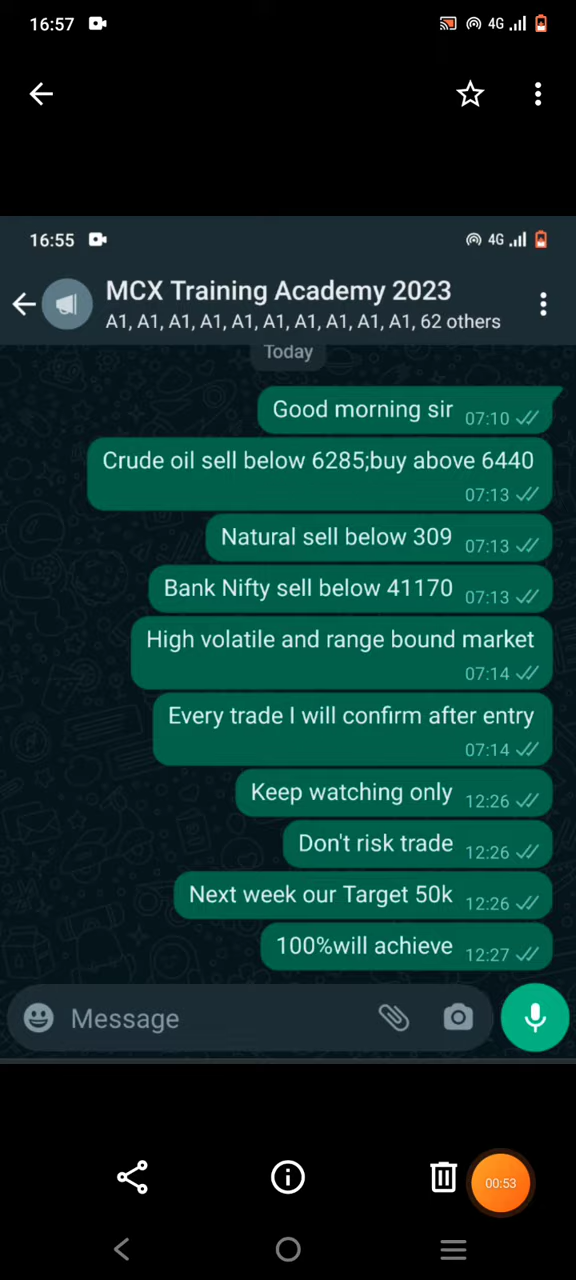 16:57
4G
16:55
4G
MCX Training Academy 2023
A1, A1, A1, A1, A1, A1, A1, A1, A1, A1, 62 others
Today
Good morning sir 07:10
Crude oil sell below 6285;buy above 6440
07:13
Natural sell below 309 07:13
Bank Nifty sell below 41170 07:13
High volatile and range bound market
07:14
Every trade I will confirm after entry
07:14
Keep watching only 12:26
Don't risk trade 12:26
Next week our Target 50k 12:26
100%will achieve 12:27
Message
00:53